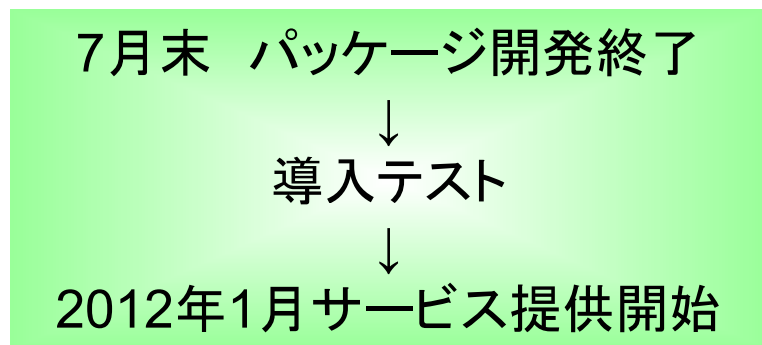 7月末　パッケージ開発終了
↓
導入テスト
↓
2012年1月サービス提供開始